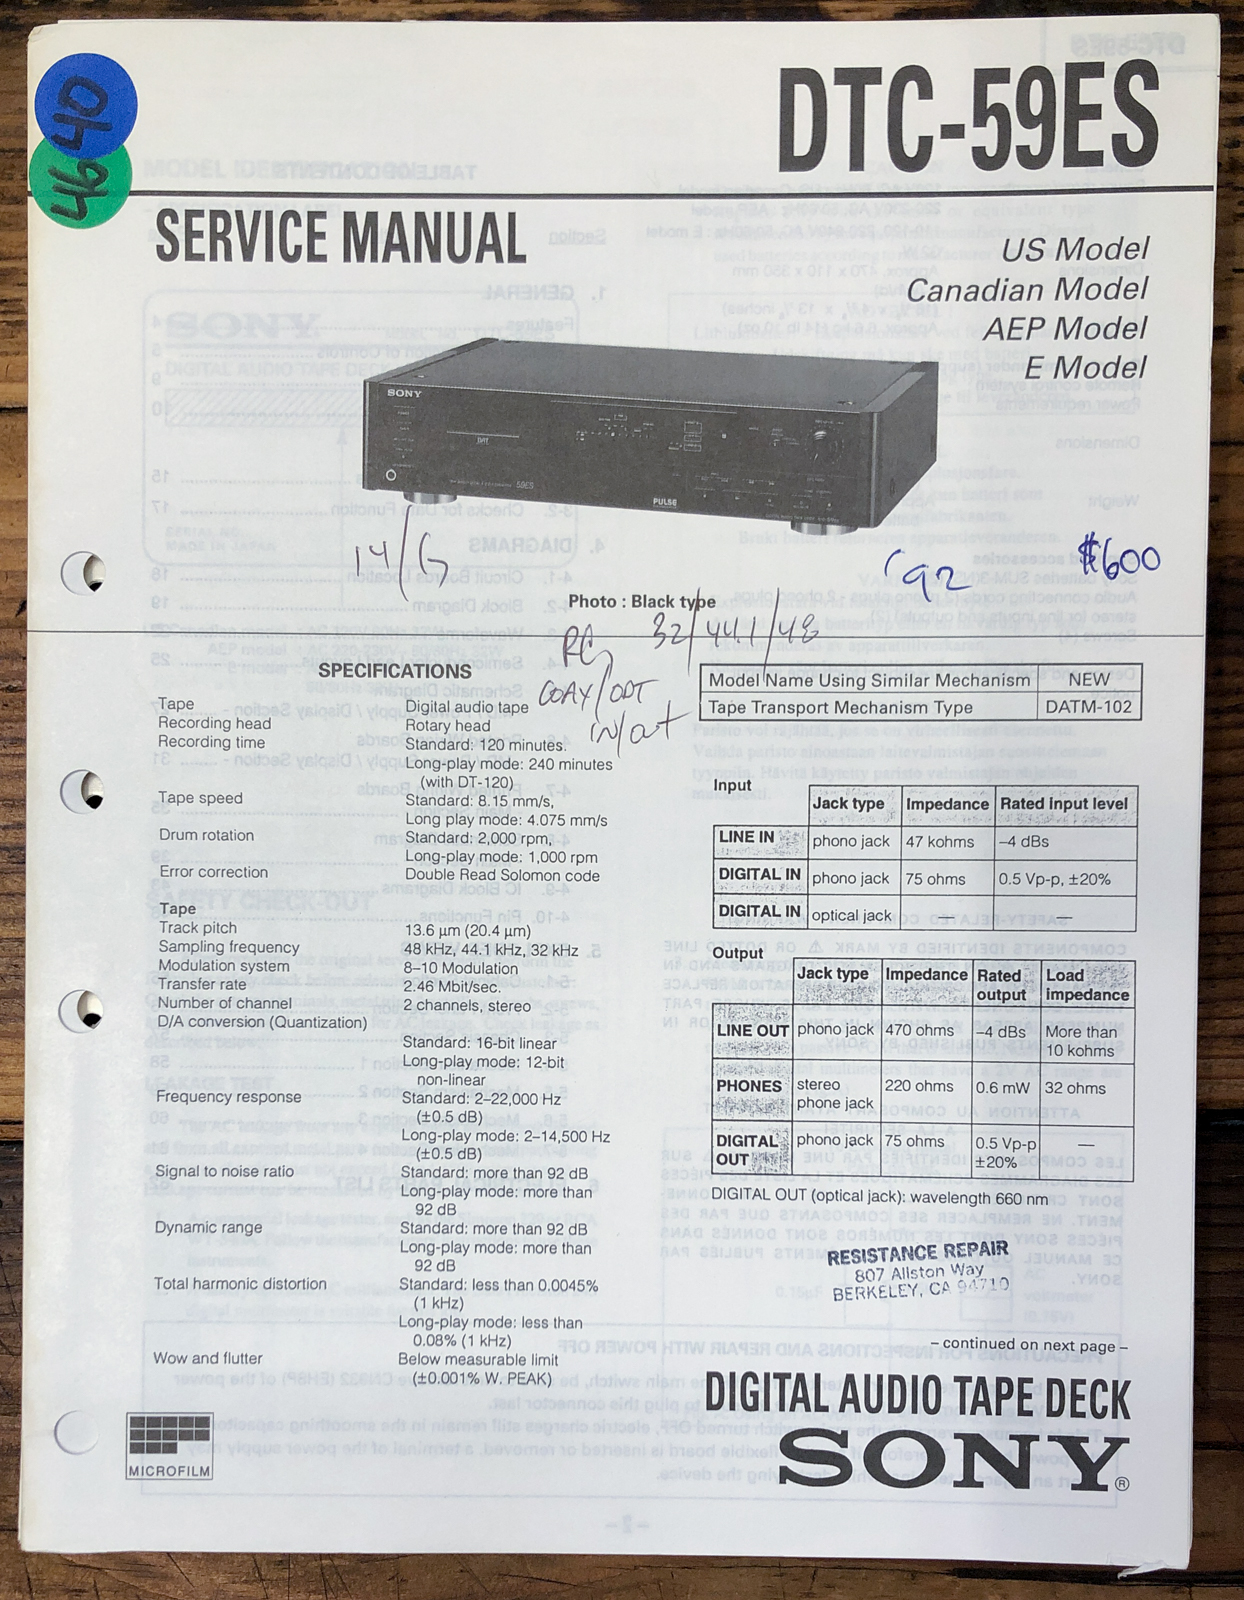 40
46
DTC-59ES
SERVICE MANUAL
US Model
Canadian Model
AEP Model
E Model
SONY
DAT
59ES
PULSE
14/G
'92
$600
Photo : Black type
RC 32/44.1/48
COAX/OPT
in/out
SPECIFICATIONS
Tape Digital audio tape
Recording head Rotary head
Recording time Standard: 120 minutes.
Long-play mode: 240 minutes
(with DT-120)
Tape speed Standard: 8.15 mm/s,
Long play mode: 4.075 mm/s
Drum rotation Standard: 2,000 rpm,
Long-play mode: 1,000 rpm
Error correction Double Read Solomon code
Tape
Track pitch 13.6 µm (20.4 µm)
Sampling frequency 48 kHz, 44.1 kHz, 32 kHz
Modulation system 8–10 Modulation
Transfer rate 2.46 Mbit/sec.
Number of channel 2 channels, stereo
D/A conversion (Quantization)
Standard: 16-bit linear
Long-play mode: 12-bit
non-linear
Frequency response Standard: 2–22,000 Hz
(±0.5 dB)
Long-play mode: 2–14,500 Hz
(±0.5 dB)
Signal to noise ratio Standard: more than 92 dB
Long-play mode: more than
92 dB
Dynamic range Standard: more than 92 dB
Long-play mode: more than
92 dB
Total harmonic distortion Standard: less than 0.0045%
(1 kHz)
Long-play mode: less than
0.08% (1 kHz)
Wow and flutter Below measurable limit
(±0.001% W. PEAK)
MICROFILM
Model Name Using Similar Mechanism NEW
Tape Transport Mechanism Type DATM-102
Input
Jack type Impedance Rated input level
LINE IN phono jack 47 kohms –4 dBs
DIGITAL IN phono jack 75 ohms 0.5 Vp-p, ±20%
DIGITAL IN optical jack — —
Output
Jack type Impedance Rated output Load impedance
LINE OUT phono jack 470 ohms –4 dBs More than 10 kohms
PHONES stereo phone jack 220 ohms 0.6 mW 32 ohms
DIGITAL OUT phono jack 75 ohms 0.5 Vp-p ±20% —
DIGITAL OUT (optical jack): wavelength 660 nm
RESISTANCE REPAIR
807 Allston Way
BERKELEY, CA 94710
– continued on next page –
DIGITAL AUDIO TAPE DECK
SONY®